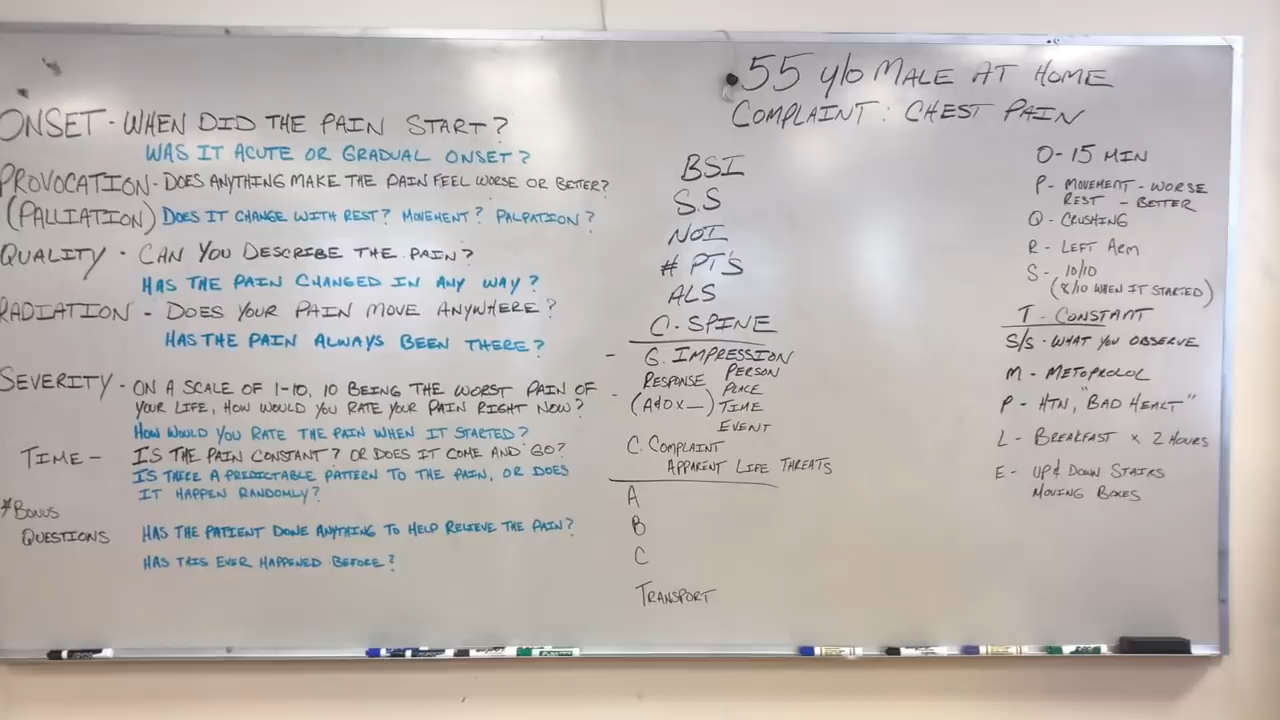 ONSET - WHEN DID THE PAIN START?
WAS IT ACUTE OR GRADUAL ONSET?
PROVOCATION - DOES ANYTHING MAKE THE PAIN FEEL WORSE OR BETTER?
(PALLIATION) DOES IT CHANGE WITH REST? MOVEMENT? PALPATION?
QUALITY - CAN YOU DESCRIBE THE PAIN?
HAS THE PAIN CHANGED IN ANY WAY?
RADIATION - DOES YOUR PAIN MOVE ANYWHERE?
HAS THE PAIN ALWAYS BEEN THERE?
SEVERITY - ON A SCALE OF 1-10, 10 BEING THE WORST PAIN OF
YOUR LIFE, HOW WOULD YOU RATE YOUR PAIN RIGHT NOW?
HOW WOULD YOU RATE THE PAIN WHEN IT STARTED?
TIME - IS THE PAIN CONSTANT? OR DOES IT COME AND GO?
IS THERE A PREDICTABLE PATTERN TO THE PAIN, OR DOES
IT HAPPEN RANDOMLY?
*BONUS
QUESTIONS HAS THE PATIENT DONE ANYTHING TO HELP RELIEVE THE PAIN?
HAS THIS EVER HAPPENED BEFORE?
55 y/o MALE AT HOME
COMPLAINT: CHEST PAIN
BSI
S.S
NOI
# PT'S
ALS
C-SPINE
- G. IMPRESSION
RESPONSE PERSON
PLACE
- (A+OX_) TIME
EVENT
C. COMPLAINT
APPARENT LIFE THREATS
A
B
C
TRANSPORT
O - 15 MIN
P - MOVEMENT - WORSE
REST - BETTER
Q - CRUSHING
R - LEFT ARM
S - 10/10
(8/10 WHEN IT STARTED)
T - CONSTANT
S/S - WHAT YOU OBSERVE
M - METOPROLOL
P - HTN, "BAD HEALT"
L - BREAKFAST x 2 HOURS
E - UP & DOWN STAIRS
MOVING BOXES